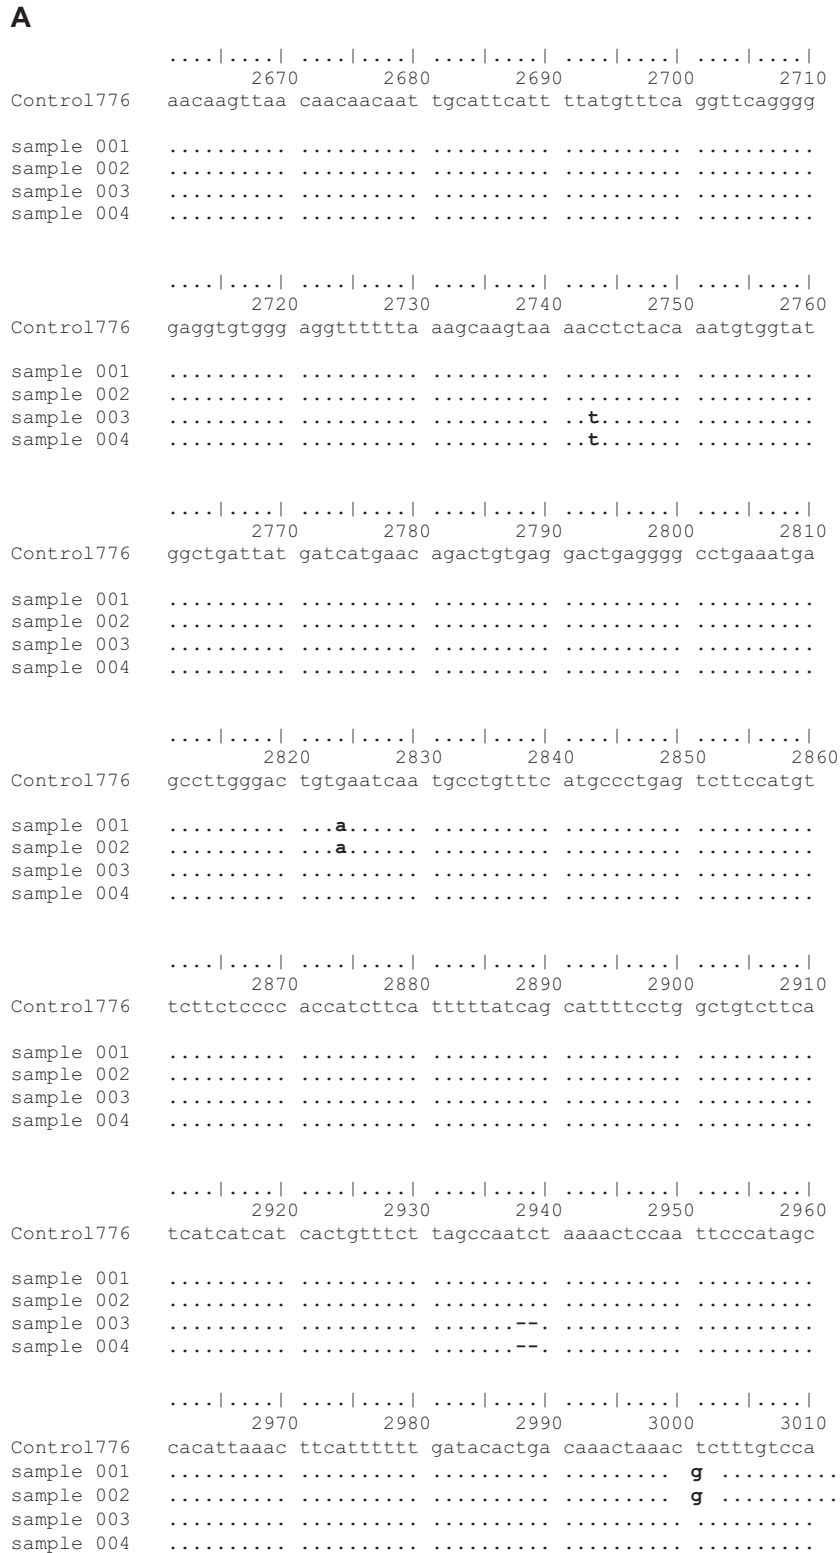 A
....|....| ....|....| ....|....| ....|....| ....|....|
2670 2680 2690 2700 2710
Control776 aacaagttaa caacaacaat tgcattcatt ttatgtttca ggttcagggg
sample 001 .......... .......... .......... .......... ..........
sample 002 .......... .......... .......... .......... ..........
sample 003 .......... .......... .......... .......... ..........
sample 004 .......... .......... .......... .......... ..........
....|....| ....|....| ....|....| ....|....| ....|....|
2720 2730 2740 2750 2760
Control776 gaggtgtggg aggtttttta aagcaagtaa aacctctaca aatgtggtat
sample 001 .......... .......... .......... .......... ..........
sample 002 .......... .......... .......... .......... ..........
sample 003 .......... .......... .......... ..t....... ..........
sample 004 .......... .......... .......... ..t....... ..........
....|....| ....|....| ....|....| ....|....| ....|....|
2770 2780 2790 2800 2810
Control776 ggctgattat gatcatgaac agactgtgag gactgagggg cctgaaatga
sample 001 .......... .......... .......... .......... ..........
sample 002 .......... .......... .......... .......... ..........
sample 003 .......... .......... .......... .......... ..........
sample 004 .......... .......... .......... .......... ..........
....|....| ....|....| ....|....| ....|....| ....|....|
2820 2830 2840 2850 2860
Control776 gccttgggac tgtgaatcaa tgcctgtttc atgccctgag tcttccatgt
sample 001 .......... ...a...... .......... .......... ..........
sample 002 .......... ...a...... .......... .......... ..........
sample 003 .......... .......... .......... .......... ..........
sample 004 .......... .......... .......... .......... ..........
....|....| ....|....| ....|....| ....|....| ....|....|
2870 2880 2890 2900 2910
Control776 tcttctcccc accatcttca tttttatcag cattttcctg gctgtcttca
sample 001 .......... .......... .......... .......... ..........
sample 002 .......... .......... .......... .......... ..........
sample 003 .......... .......... .......... .......... ..........
sample 004 .......... .......... .......... .......... ..........
....|....| ....|....| ....|....| ....|....| ....|....|
2920 2930 2940 2950 2960
Control776 tcatcatcat cactgtttct tagccaatct aaaactccaa ttcccatagc
sample 001 .......... .......... .......... .......... ..........
sample 002 .......... .......... .......... .......... ..........
sample 003 .......... .......... .......--. .......... ..........
sample 004 .......... .......... .......--. .......... ..........
....|....| ....|....| ....|....| ....|....| ....|....|
2970 2980 2990 3000 3010
Control776 cacattaaac ttcatttttt gatacactga caaactaaac tctttgtcca
sample 001 .......... .......... .......... ......... g ..........
sample 002 .......... .......... .......... ......... g ..........
sample 003 .......... .......... .......... .......... ..........
sample 004 .......... .......... .......... .......... ..........